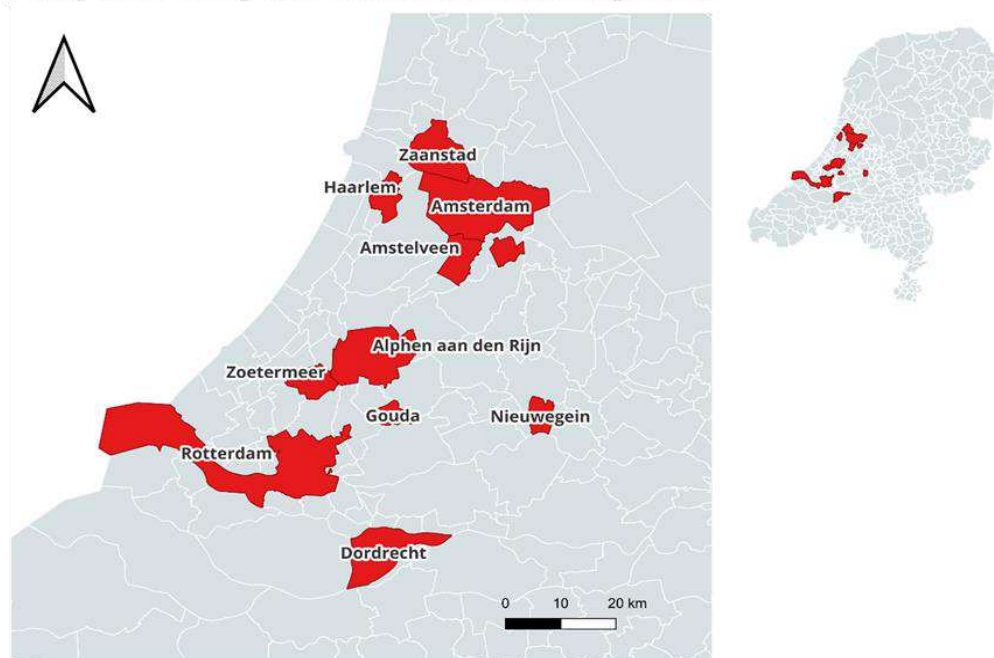 Zaanstad
Haarlem
Amsterdam
Amstelveen
Alphen aan den Rijn
Zoetermeer
Gouda
Nieuwegein
Rotterdam
Dordrecht
0 10 20 km